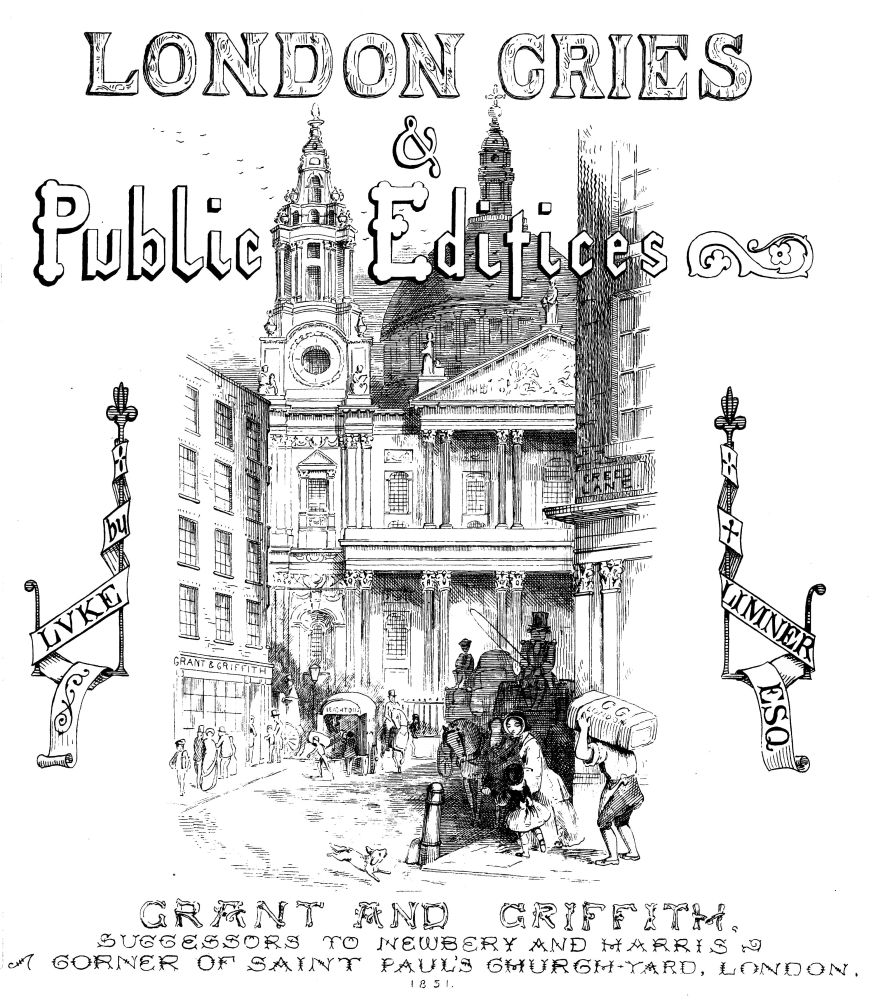 LONDON CRIES
&
Public Edifices
by
LVKE
LIMNER
ESQ
CREED
LANE
GRANT & GRIFFITH
C.G.
GRANT AND GRIFFITH.
SUCCESSORS TO NEWBERY AND HARRIS
CORNER OF SAINT PAUL'S CHURCH-YARD, LONDON.
1851.